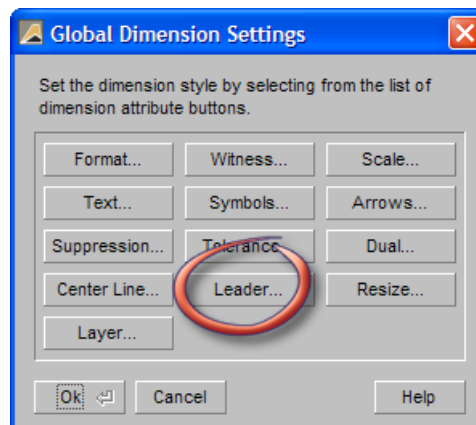 Global Dimension Settings
Set the dimension style by selecting from the list of
dimension attribute buttons.
Format... Witness... Scale...
Text... Symbols... Arrows...
Suppression... Tolerance... Dual...
Center Line... Leader... Resize...
Layer...
Ok Cancel Help